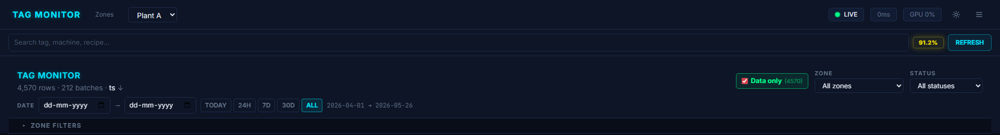 TAG MONITOR Zones Plant A LIVE 0ms GPU 0%
Search tag, machine, recipe... 91.2% REFRESH
TAG MONITOR
4,570 rows · 212 batches · ts ↓
Data only (4570)
ZONE
All zones
STATUS
All statuses
DATE dd-mm-yyyy → dd-mm-yyyy TODAY 24H 7D 30D ALL 2026-04-01 → 2026-05-26
▸ ZONE FILTERS